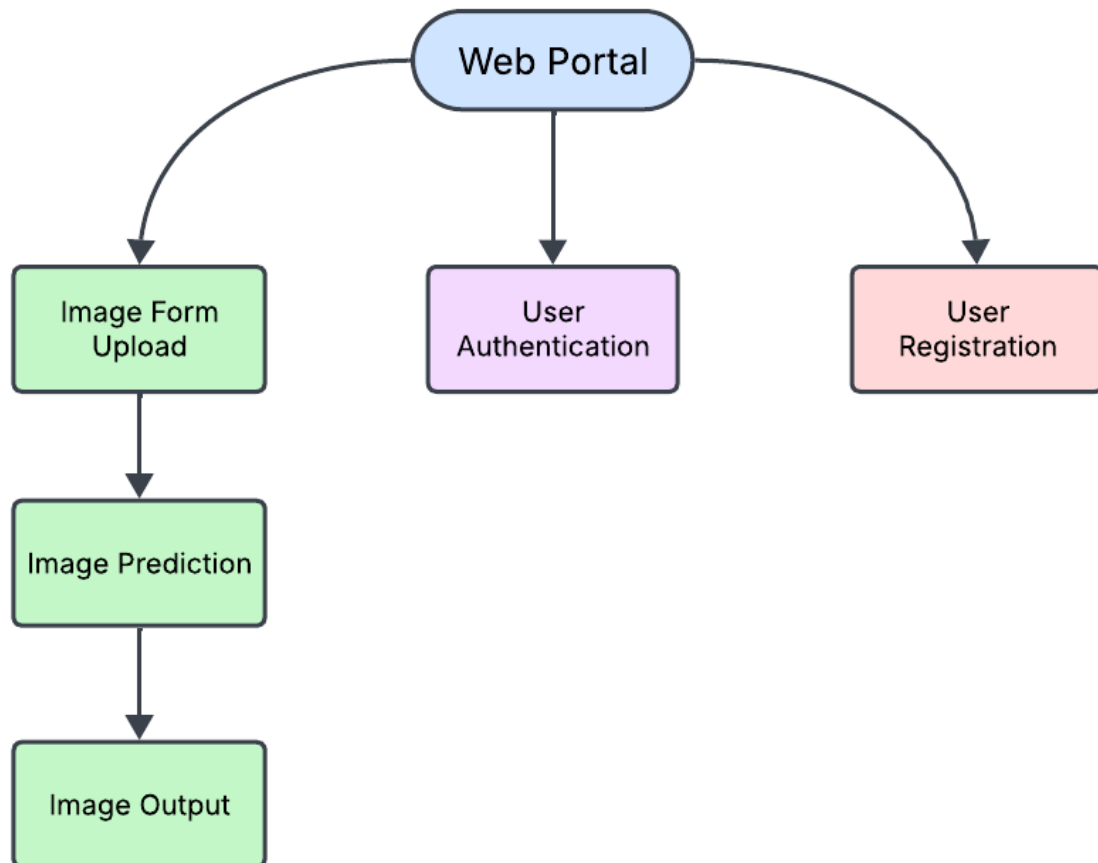 Web Portal
Image Form
Upload
User
Authentication
User
Registration
Image Prediction
Image Output